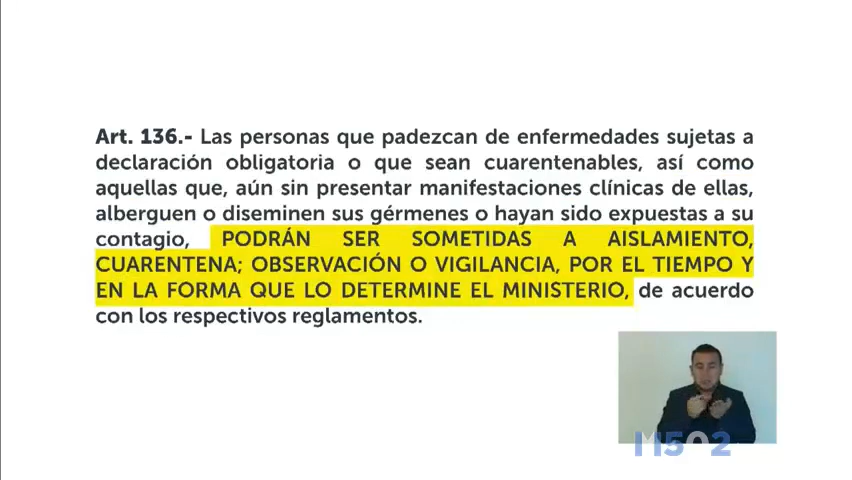 Art. 136.- Las personas que padezcan de enfermedades sujetas a
declaración obligatoria o que sean cuarentenables, así como
aquellas que, aún sin presentar manifestaciones clínicas de ellas,
alberguen o diseminen sus gérmenes o hayan sido expuestas a su
contagio, PODRÁN SER SOMETIDAS A AISLAMIENTO,
CUARENTENA; OBSERVACIÓN O VIGILANCIA, POR EL TIEMPO Y
EN LA FORMA QUE LO DETERMINE EL MINISTERIO, de acuerdo
con los respectivos reglamentos.
M502